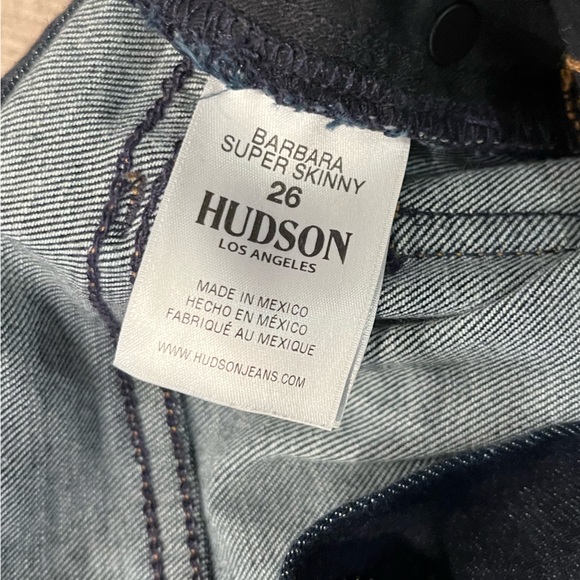 BARBARA
SUPER SKINNY
26
HUDSON
LOS ANGELES
MADE IN MEXICO
HECHO EN MÉXICO
FABRIQUÉ AU MEXIQUE
WWW.HUDSONJEANS.COM